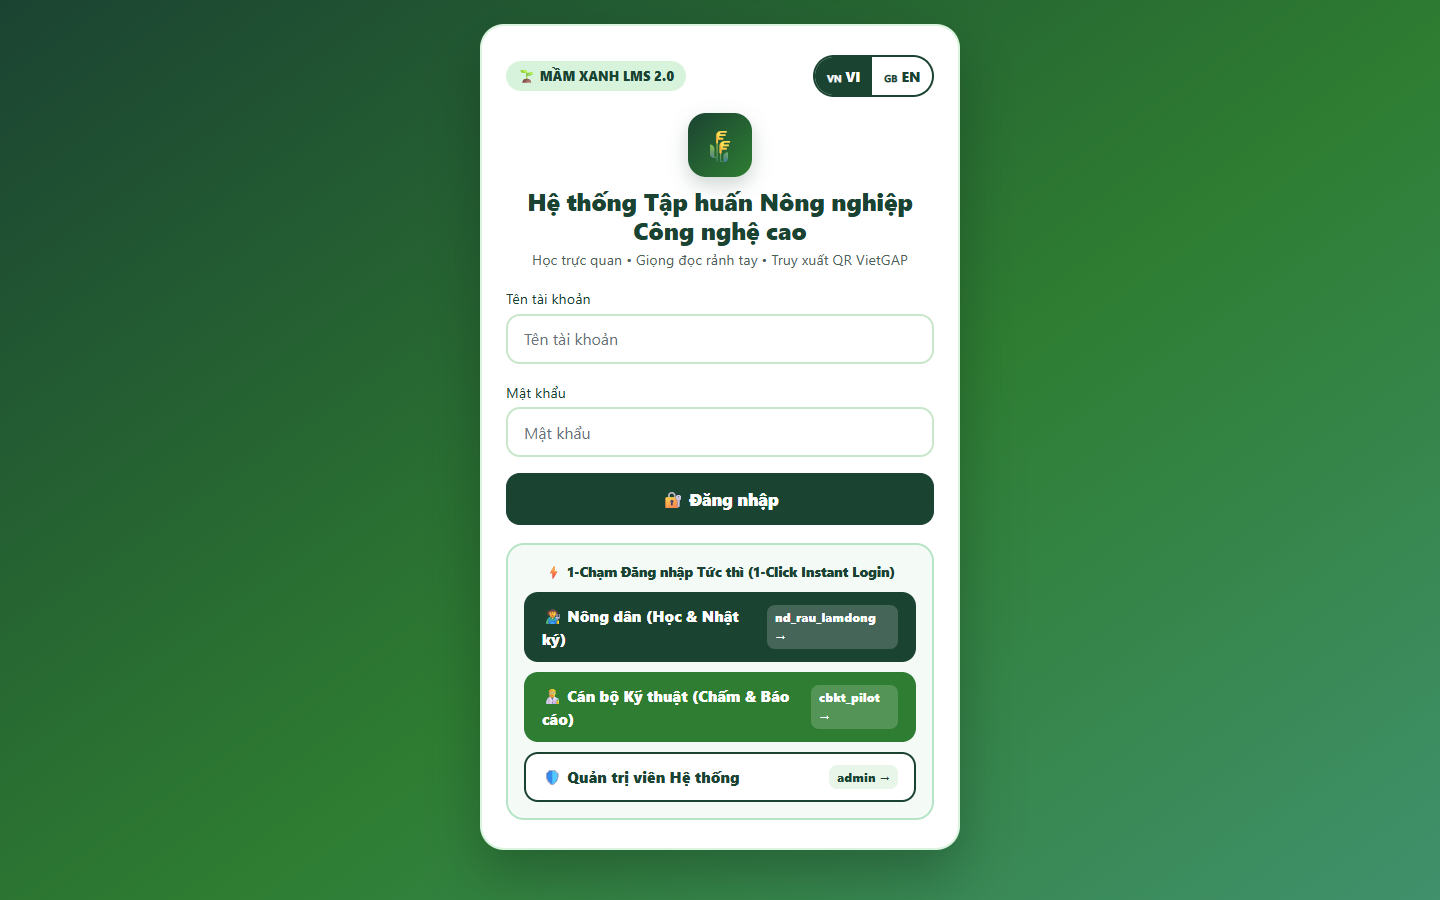 MẦM XANH LMS 2.0
VN VI
GB EN
Hệ thống Tập huấn Nông nghiệp
Công nghệ cao
Học trực quan • Giọng đọc rảnh tay • Truy xuất QR VietGAP
Tên tài khoản
Tên tài khoản
Mật khẩu
Mật khẩu
Đăng nhập
1-Chạm Đăng nhập Tức thì (1-Click Instant Login)
Nông dân (Học & Nhật
ký)
nd_rau_lamdong
→
Cán bộ Kỹ thuật (Chấm & Báo
cáo)
cbkt_pilot
→
Quản trị viên Hệ thống
admin →